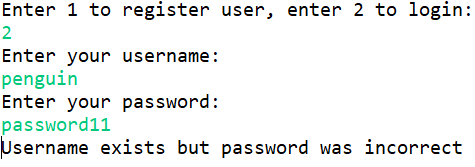 Enter 1 to register user, enter 2 to login:
2
Enter your username:
penguin
Enter your password:
password11
Username exists but password was incorrect